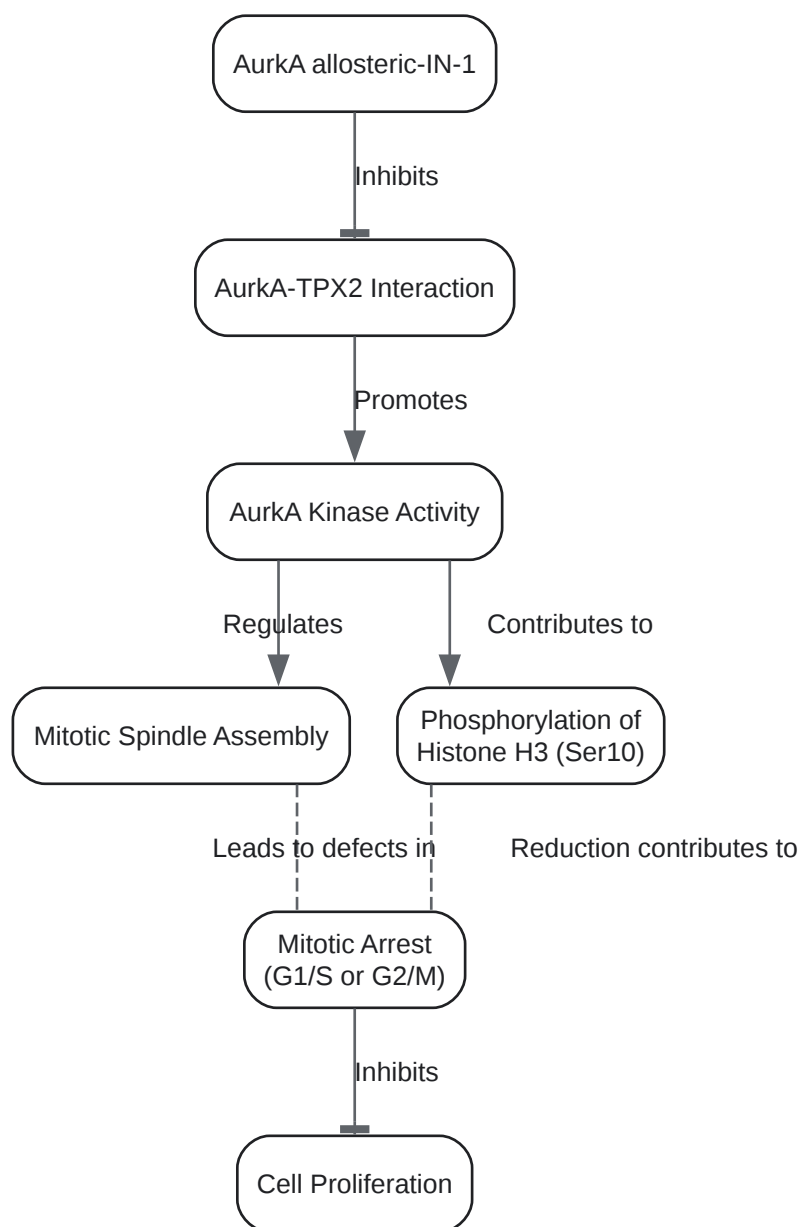 AurkA allosteric-IN-1
Inhibits
AurkA-TPX2 Interaction
Promotes
AurkA Kinase Activity
Regulates
Contributes to
Mitotic Spindle Assembly
Phosphorylation of
Histone H3 (Ser10)
Leads to defects in
Reduction contributes to
Mitotic Arrest
(G1/S or G2/M)
Inhibits
Cell Proliferation